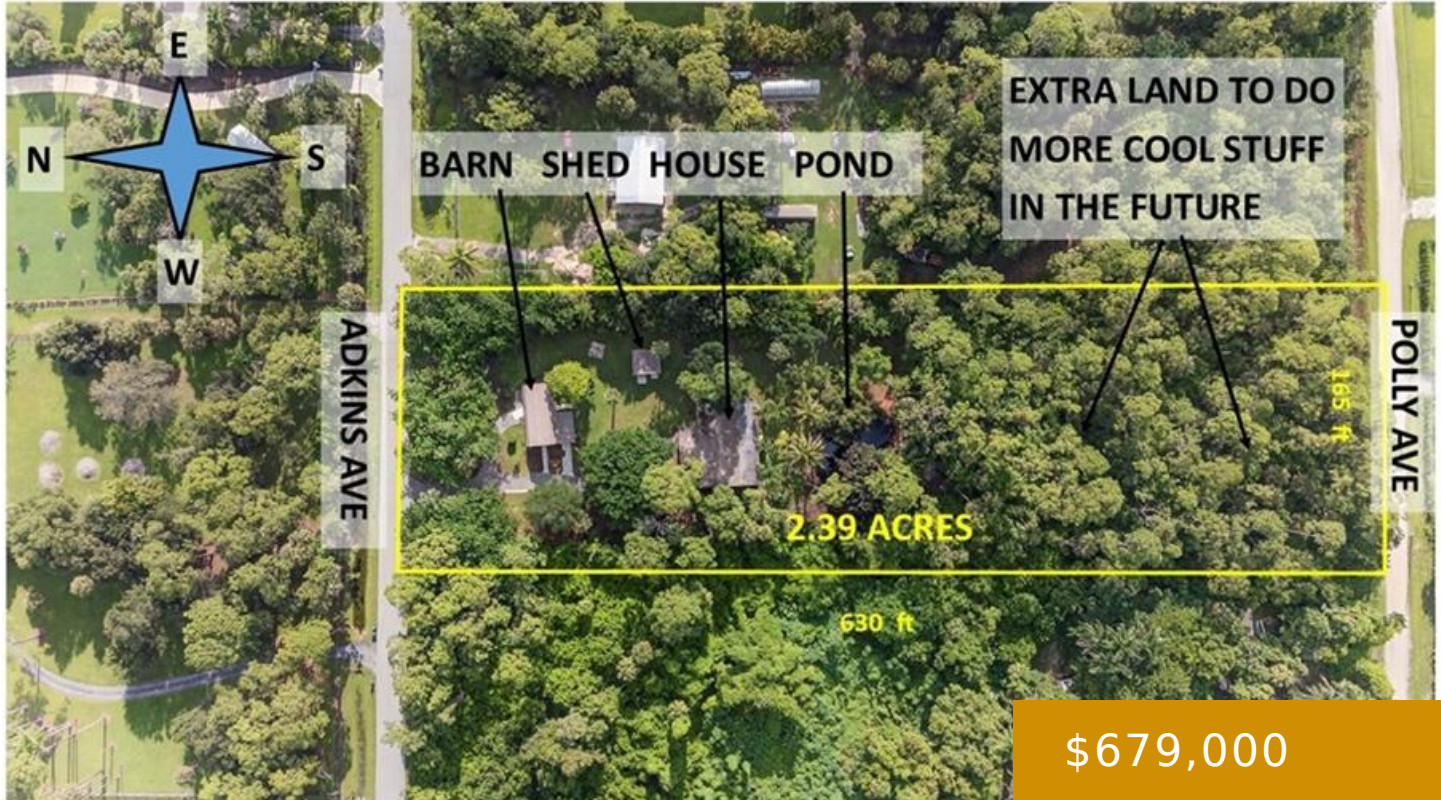 E
N
S
W
BARN SHED HOUSE POND
EXTRA LAND TO DO
MORE COOL STUFF
IN THE FUTURE
ADKINS AVE
POLLY AVE
165 ft
2.39 ACRES
630 ft
$679,000